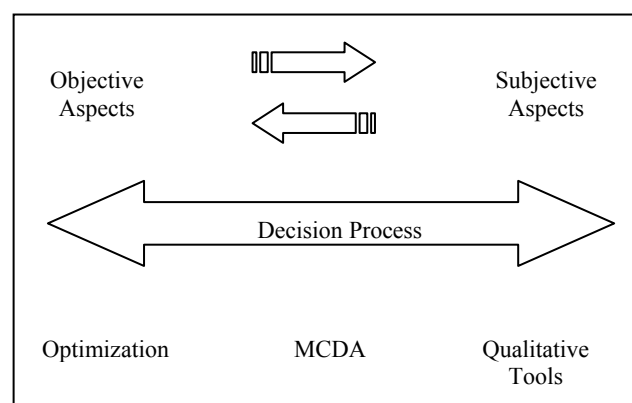 Objective
Aspects
Subjective
Aspects
Decision Process
Optimization
MCDA
Qualitative
Tools